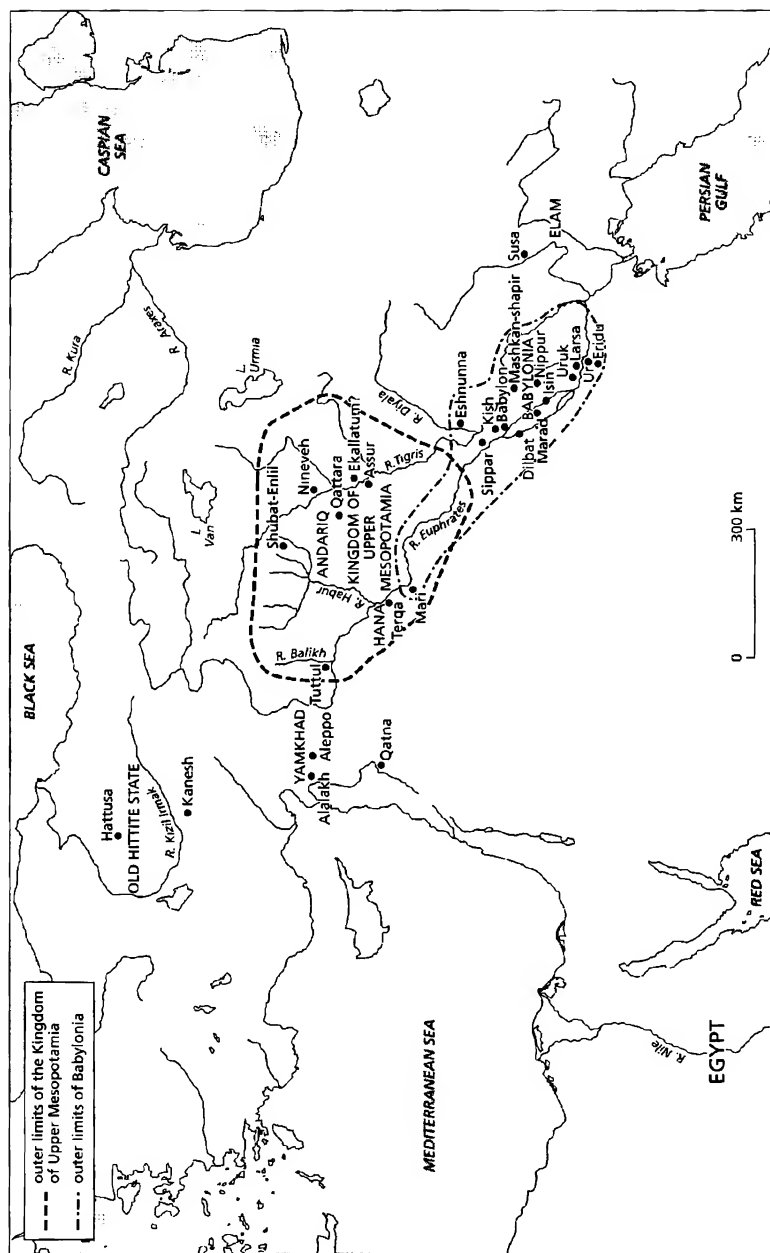 outer limits of the Kingdom
of Upper Mesopotamia
outer limits of Babylonia
BLACK SEA
CASPIAN
SEA
R. Kura
R. Araxes
Hattusa
OLD HITTITE STATE
R. Kizil Irmak
Kanesh
L.
Van
L.
Urmia
Shubat-Enlil
Nineveh
ANDARIQ
Qattara
KINGDOM OF
Ekallatum?
UPPER
Assur
MESOPOTAMIA
R. Tigris
R. Balikh
Tuttul
R. Habur
HANA
Terqa
Mari
R. Euphrates
YAMKHAD
Alalakh
Aleppo
Qatna
R. Diyala
Eshnunna
Sippar
Kish
Babylon
Mashkan-shapir
BABYLONIA
Dilbat
Marad
Nippur
Isin
Uruk
Larsa
Ur
Eridu
Susa
ELAM
PERSIAN
GULF
MEDITERRANEAN SEA
R. Nile
EGYPT
RED SEA
0
300 km